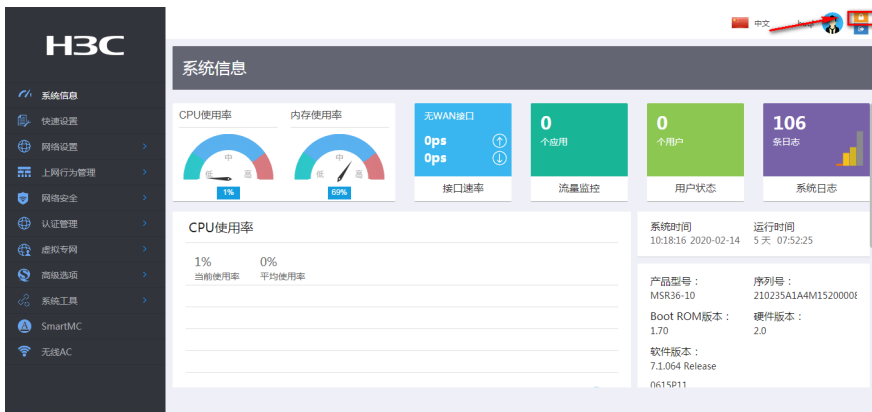 H3C
中文
系统信息
系统信息
快速设置
网络设置
上网行为管理
网络安全
认证管理
虚拟专网
高级选项
系统工具
SmartMC
无线AC
CPU使用率
内存使用率
低 中 高
低 中 高
1%
69%
无WAN接口
0ps
0ps
接口速率
0
个应用
流量监控
0
个用户
用户状态
106
条日志
系统日志
CPU使用率
1% 0%
当前使用率 平均使用率
系统时间 运行时间
10:18:16 2020-02-14 5 天 07:52:25
产品型号： 序列号：
MSR36-10 210235A1A4M15200008
Boot ROM版本： 硬件版本：
1.70 2.0
软件版本：
7.1.064 Release
0615P11